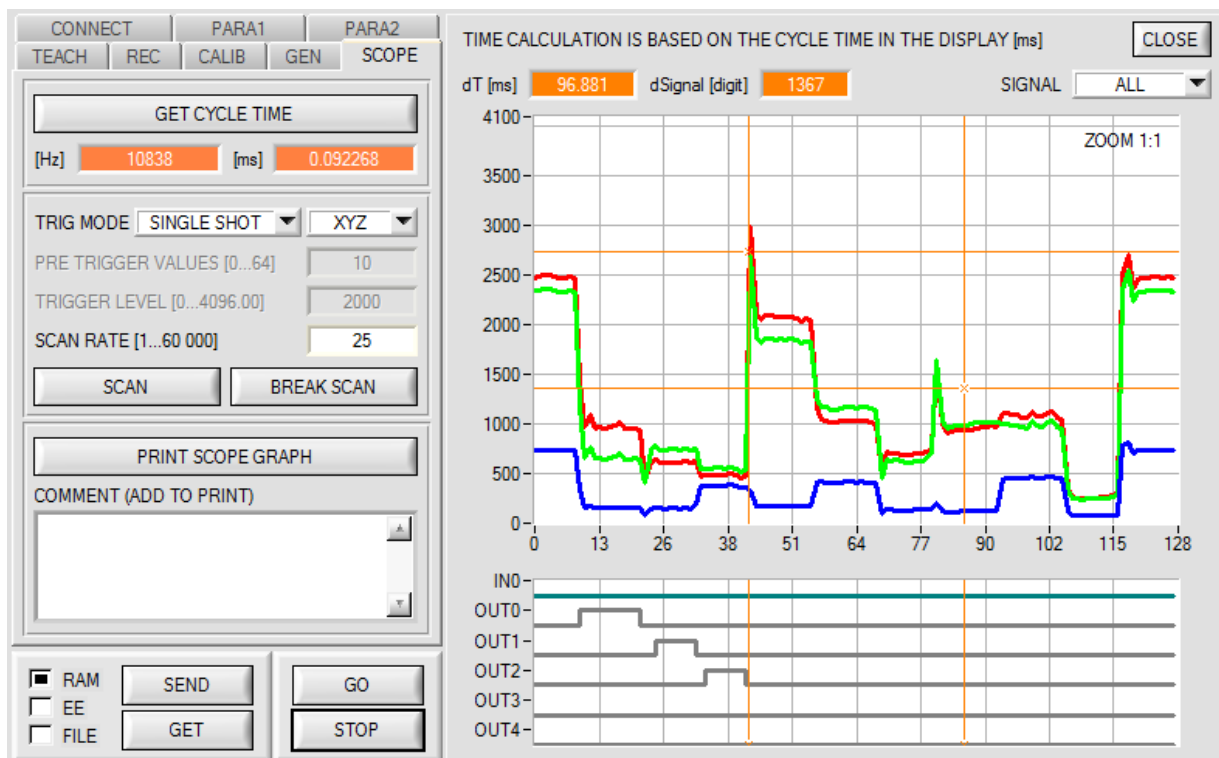 CONNECT PARA1 PARA2
TEACH REC CALIB GEN SCOPE
GET CYCLE TIME
[Hz] 10838 [ms] 0.092268
TRIG MODE SINGLE SHOT XYZ
PRE TRIGGER VALUES [0...64] 10
TRIGGER LEVEL [0...4096.00] 2000
SCAN RATE [1...60 000] 25
SCAN BREAK SCAN
PRINT SCOPE GRAPH
COMMENT (ADD TO PRINT)
RAM SEND GO
EE
FILE GET STOP
TIME CALCULATION IS BASED ON THE CYCLE TIME IN THE DISPLAY [ms] CLOSE
dT [ms] 96.881 dSignal [digit] 1367 SIGNAL ALL
4100
ZOOM 1:1
3500
3000
2500
2000
1500
1000
500
0
0 13 26 38 51 64 77 90 102 115 128
IN0
OUT0
OUT1
OUT2
OUT3
OUT4